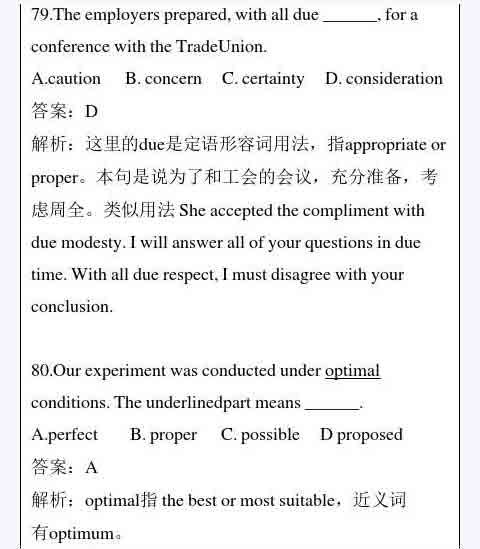 79.The employers prepared, with all due ______, for a
conference with the TradeUnion.
A.caution B. concern C. certainty D. consideration
答案：D
解析：这里的due是定语形容词用法，指appropriate or
proper。本句是说为了和工会的会议，充分准备，考
虑周全。类似用法 She accepted the compliment with
due modesty. I will answer all of your questions in due
time. With all due respect, I must disagree with your
conclusion.
80.Our experiment was conducted under optimal
conditions. The underlinedpart means ______.
A.perfect B. proper C. possible D proposed
答案：A
解析：optimal指 the best or most suitable，近义词
有optimum。